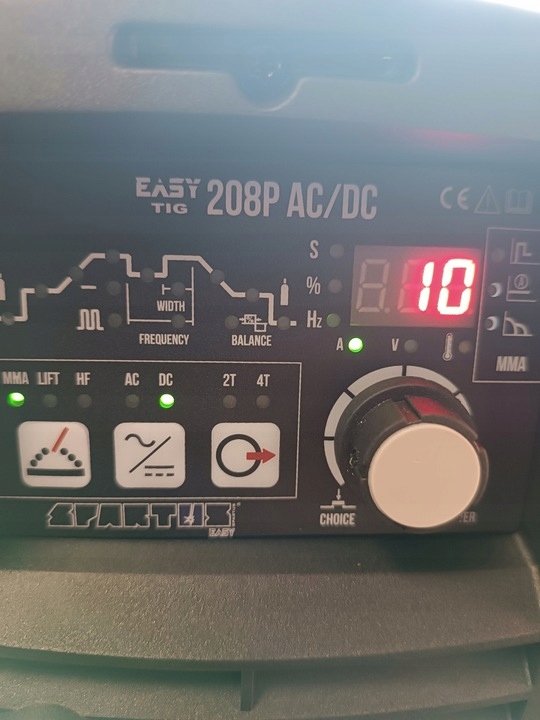 EASY TIG 208P AC/DC CE
S
%
10
Hz
A V
WIDTH
FREQUENCY
BALANCE
%
MMA
MMA LIFT HF AC DC 2T 4T
SPARTUS®
EASY
CHOICE